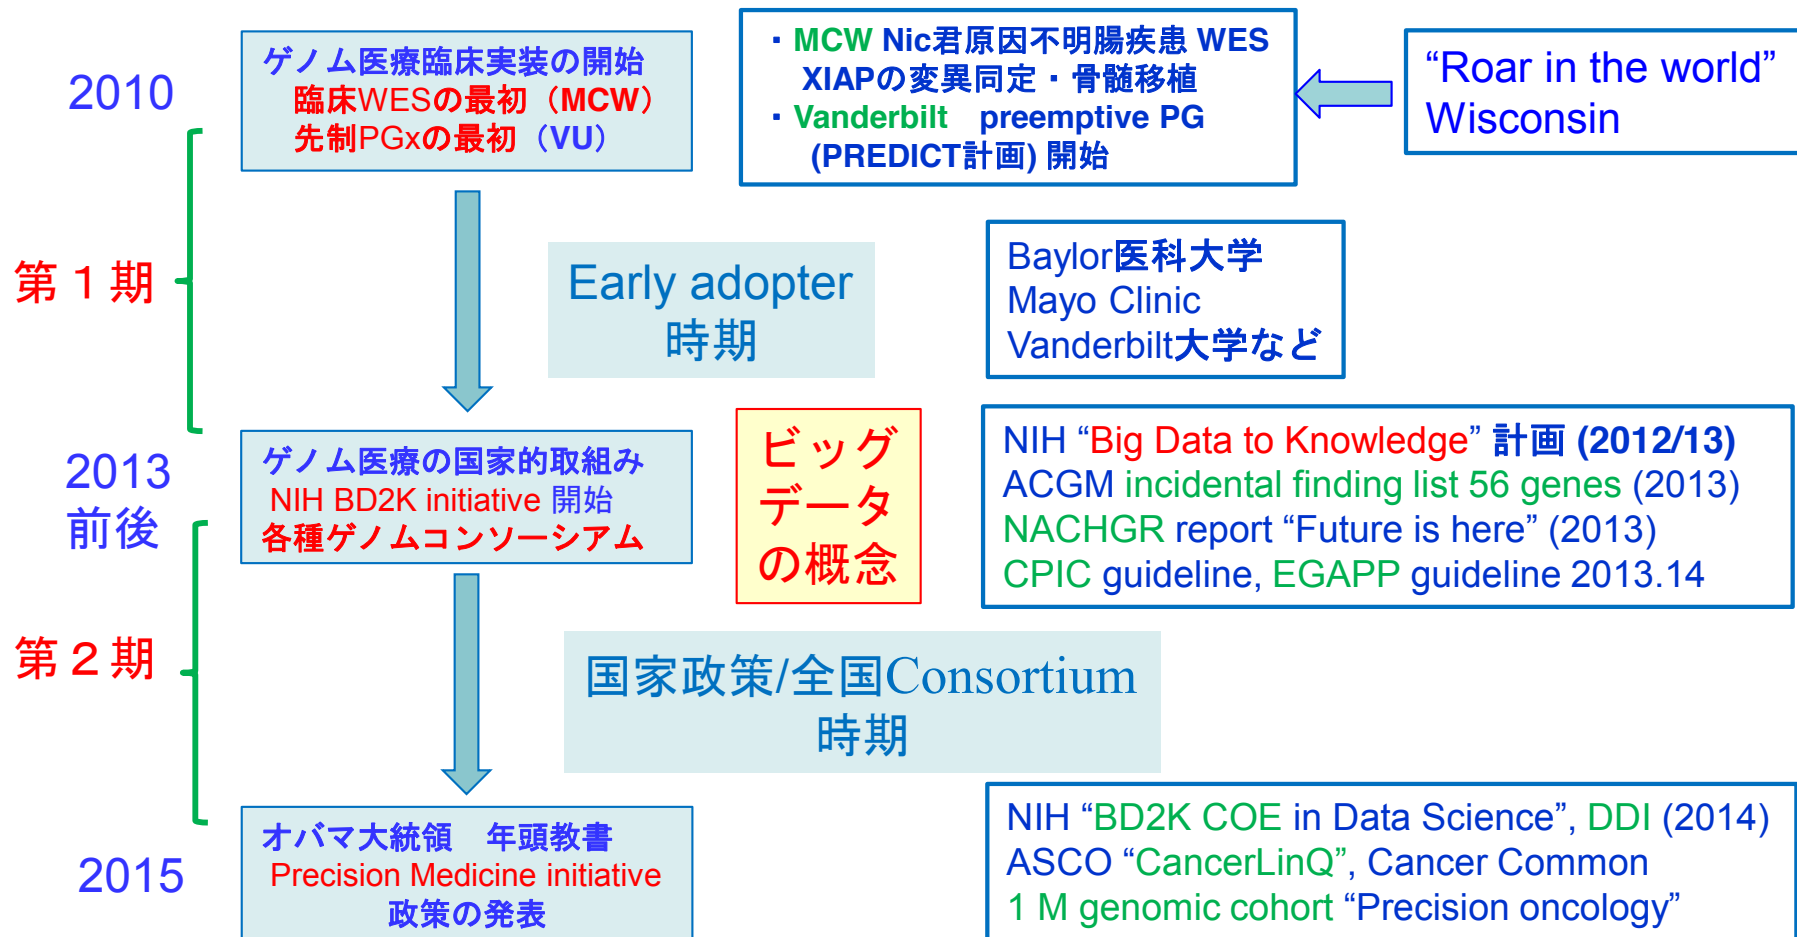 2010
ゲノム医療臨床実装の開始
臨床WESの最初（MCW）
先制PGxの最初（VU）
・MCW Nic君原因不明腸疾患 WES
XIAPの変異同定・骨髄移植
・Vanderbilt preemptive PG
(PREDICT計画) 開始
“Roar in the world”
Wisconsin
第１期
Early adopter
時期
Baylor医科大学
Mayo Clinic
Vanderbilt大学など
2013
前後
ゲノム医療の国家的取組み
NIH BD2K initiative 開始
各種ゲノムコンソーシアム
ビッグ
データ
の概念
NIH “Big Data to Knowledge” 計画 (2012/13)
ACGM incidental finding list 56 genes (2013)
NACHGR report “Future is here” (2013)
CPIC guideline, EGAPP guideline 2013.14
第２期
国家政策/全国Consortium
時期
2015
オバマ大統領　年頭教書
Precision Medicine initiative
政策の発表
NIH “BD2K COE in Data Science”, DDI (2014)
ASCO “CancerLinQ”, Cancer Common
1 M genomic cohort “Precision oncology”